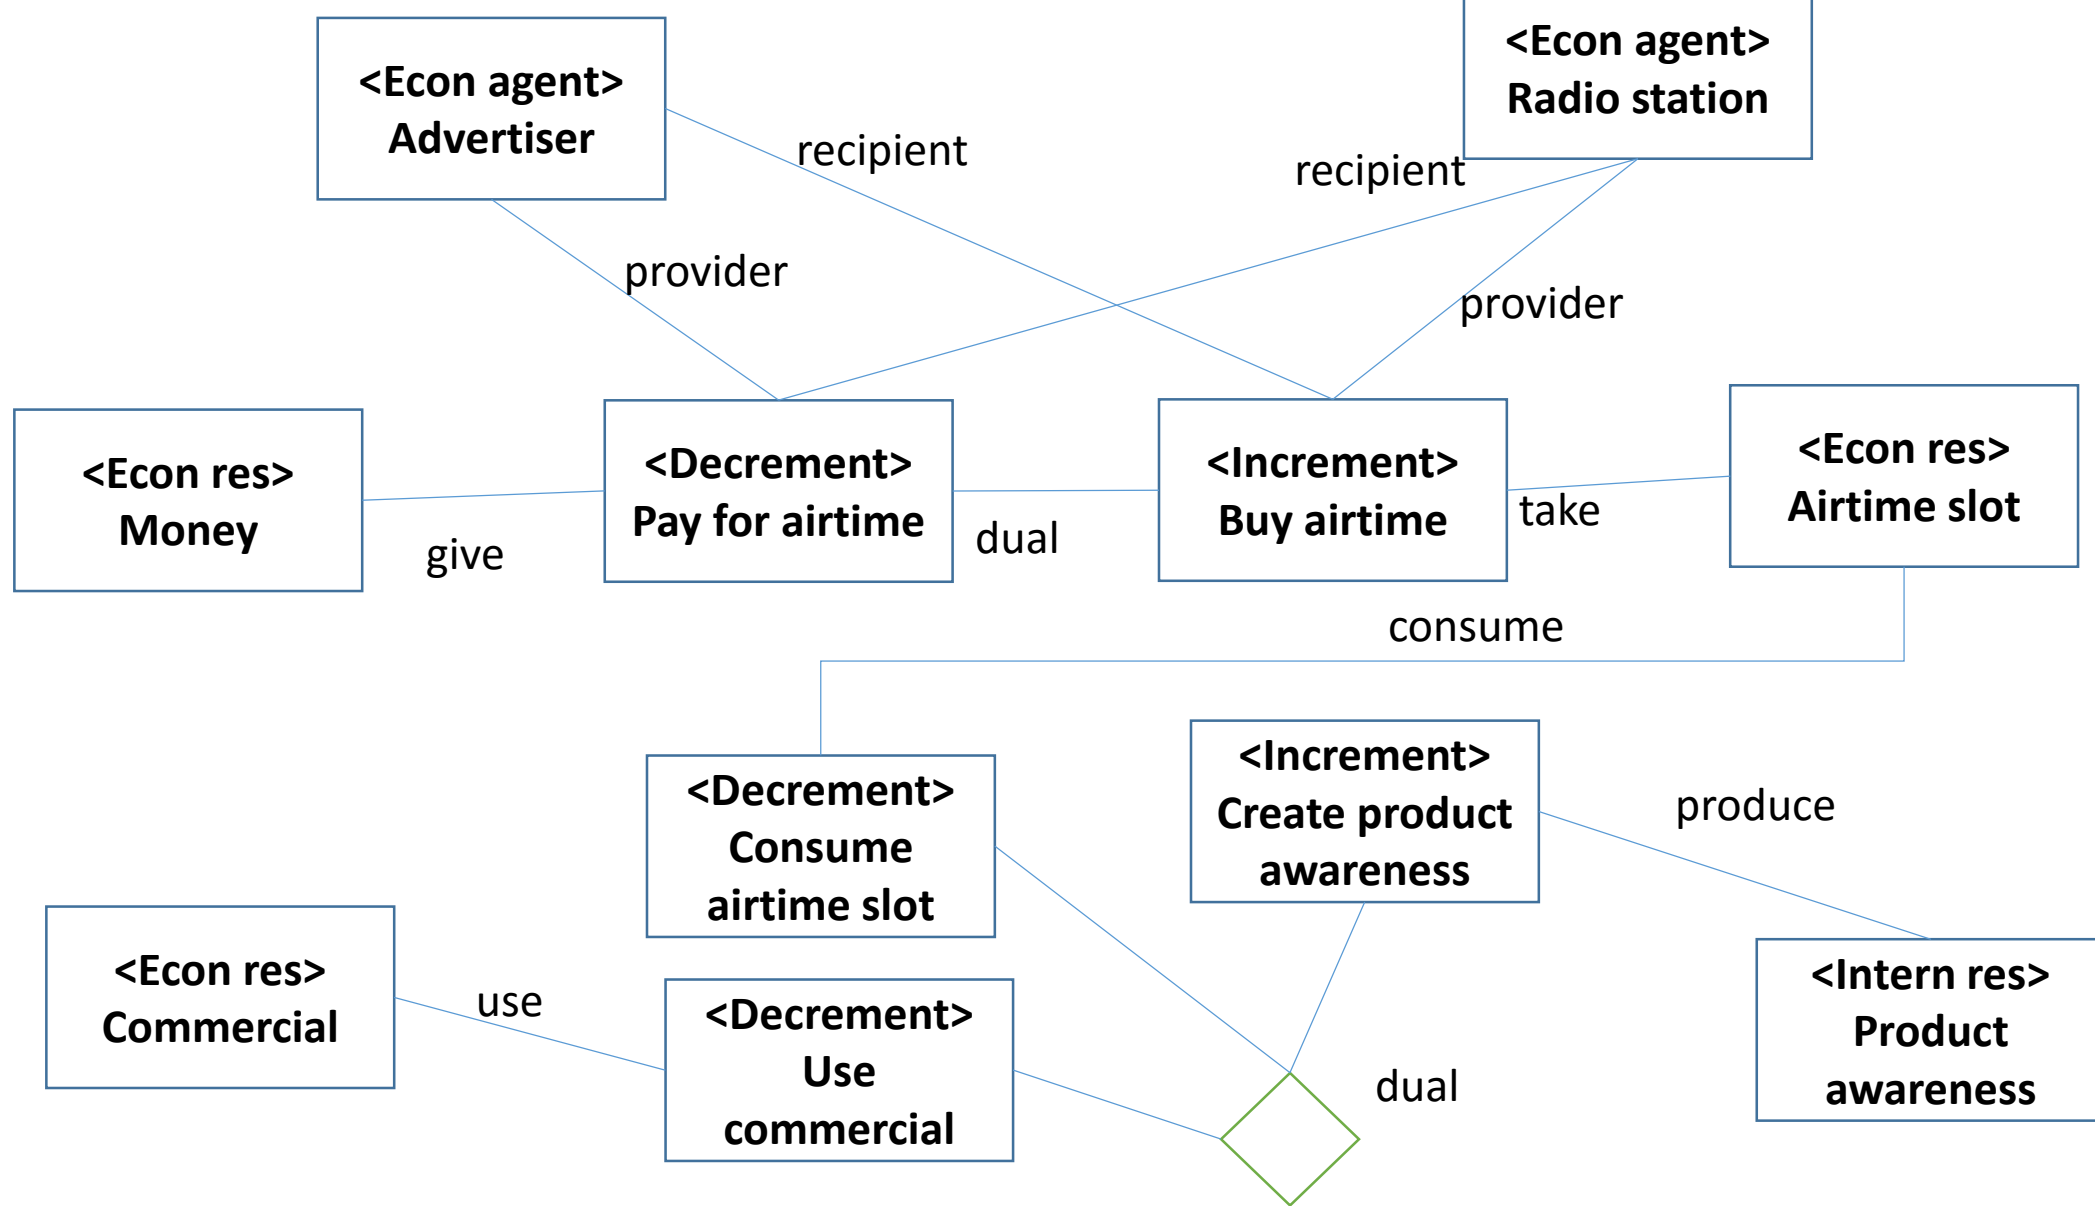 <Econ agent>
Advertiser
<Econ agent>
Radio station
recipient
recipient
provider
provider
<Econ res>
Money
give
<Decrement>
Pay for airtime
dual
<Increment>
Buy airtime
take
<Econ res>
Airtime slot
consume
<Decrement>
Consume
airtime slot
<Increment>
Create product
awareness
produce
<Econ res>
Commercial
use
<Decrement>
Use
commercial
dual
<Intern res>
Product
awareness